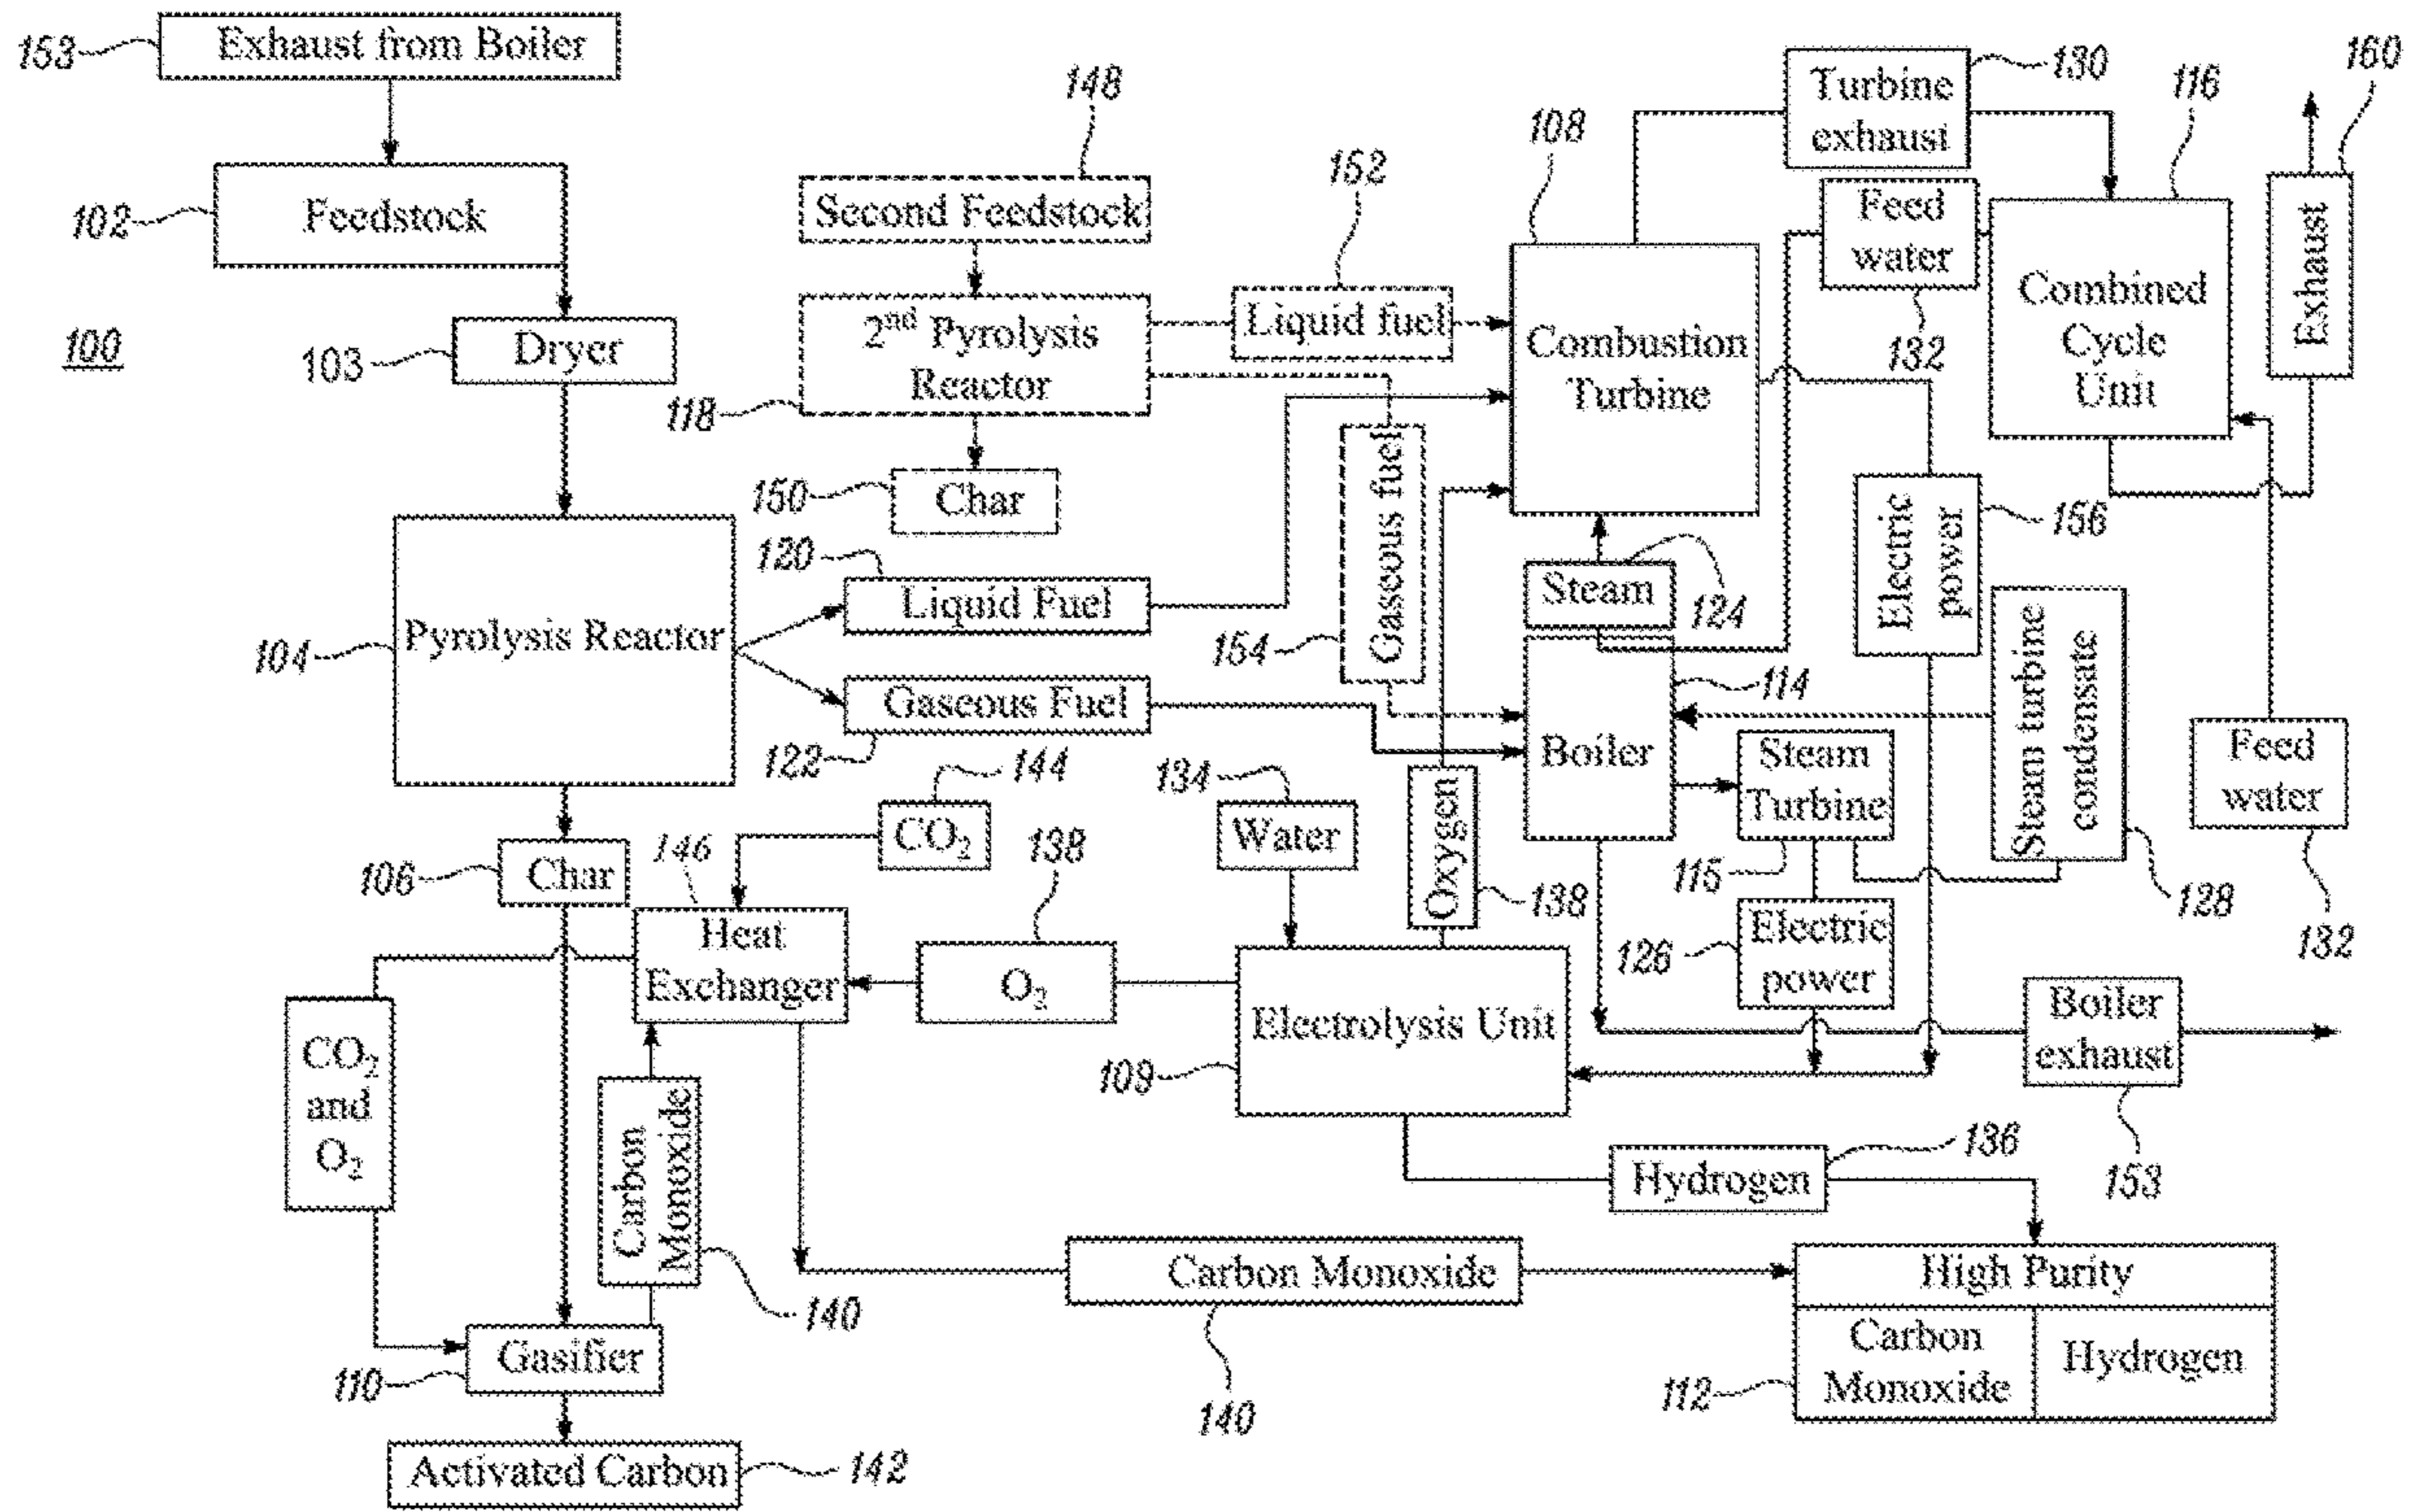 153
Exhaust from Boiler
102
Feedstock
100
103
Dryer
104
Pyrolysis Reactor
148
Second Feedstock
2nd Pyrolysis
Reactor
118
150
Char
152
Liquid fuel
154
Gaseous fuel
120
Liquid Fuel
Gaseous Fuel
122
106
Char
146
Heat
Exchanger
144
CO2
138
O2
CO2
and
O2
Carbon
Monoxide
140
110
Gasifier
Activated Carbon
142
108
Combustion
Turbine
130
Turbine
exhaust
Feed
water
132
116
Combined
Cycle
Unit
160
Exhaust
Electric
power
156
Steam
124
114
Boiler
Steam
Turbine
115
Steam turbine
condensate
128
Feed
water
132
134
Water
Oxygen
138
Electrolysis Unit
109
126
Electric
power
Boiler
exhaust
153
Hydrogen
136
Carbon Monoxide
140
High Purity
Carbon
Monoxide
Hydrogen
112